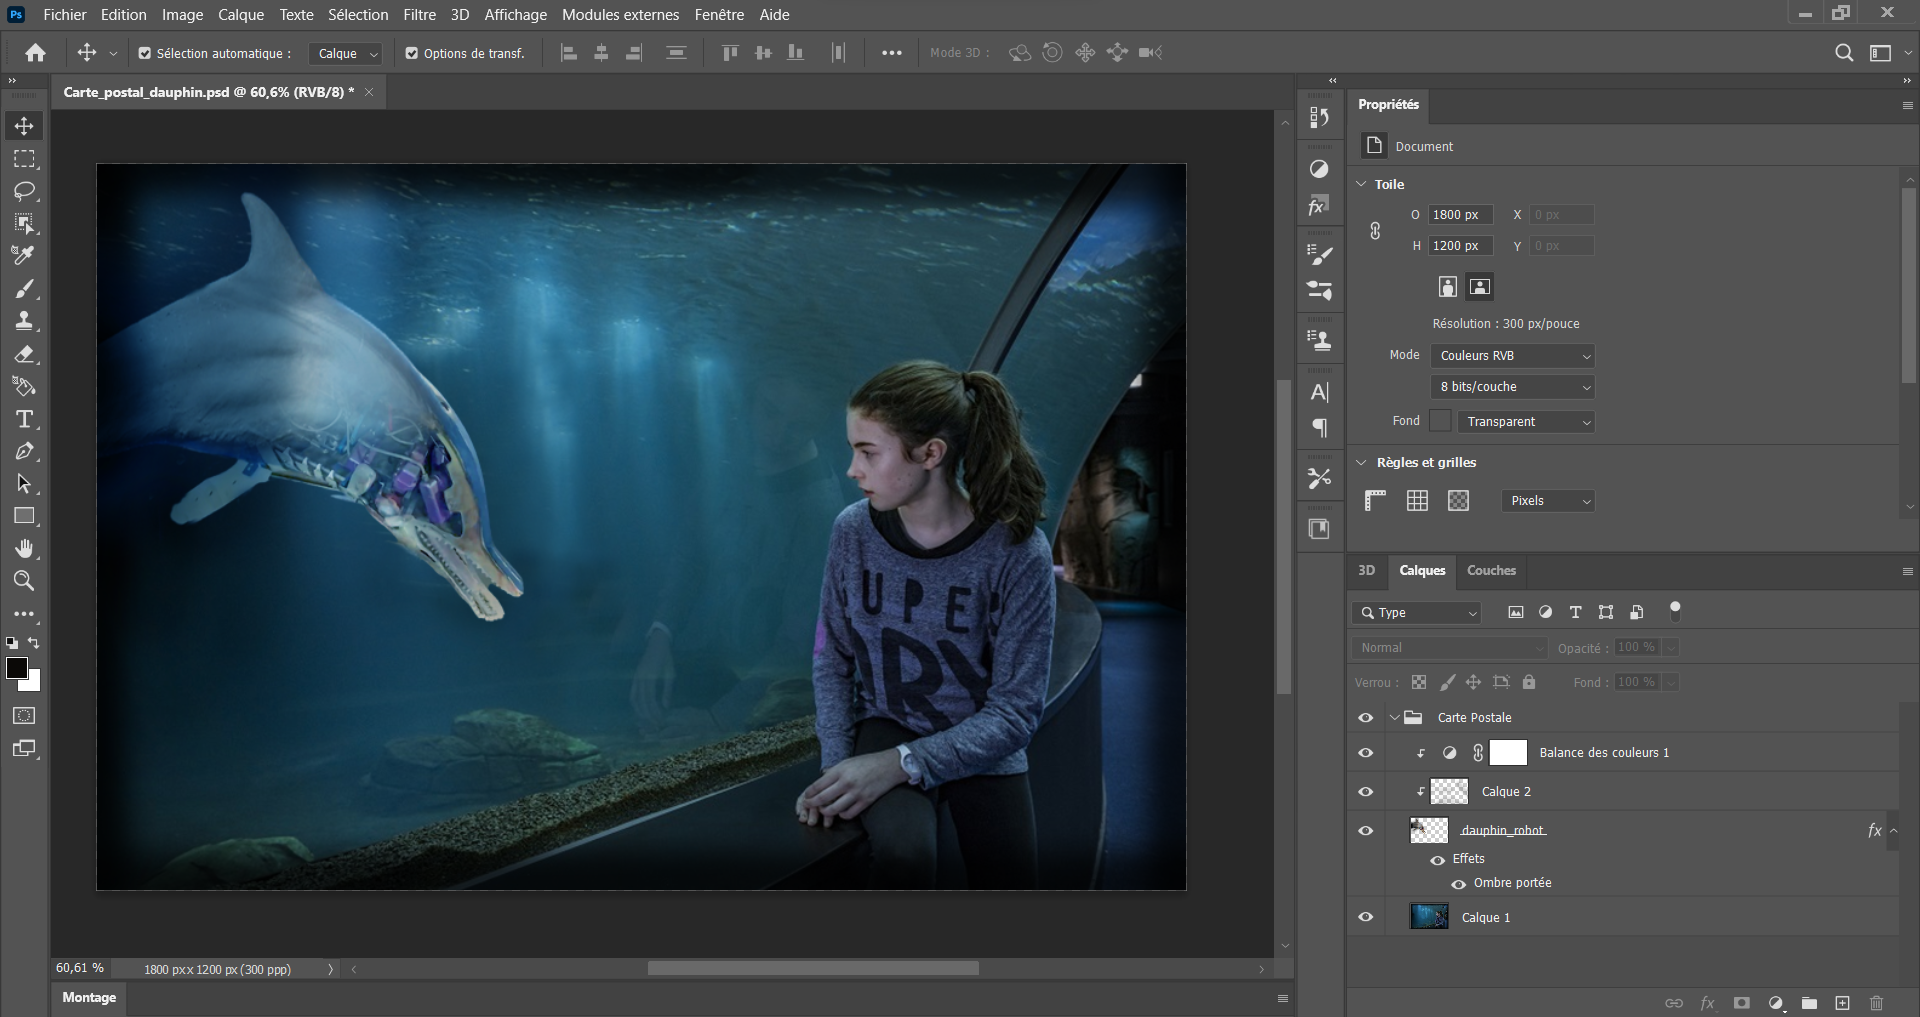 Ps Fichier Edition Image Calque Texte Sélection Filtre 3D Affichage Modules externes Fenêtre Aide
Sélection automatique : Calque Options de transf. Mode 3D :
Carte_postal_dauphin.psd @ 60,6% (RVB/8) *
Propriétés
Document
Toile
O 1800 px X 0 px
H 1200 px Y 0 px
Résolution : 300 px/pouce
Mode Couleurs RVB
8 bits/couche
Fond Transparent
Règles et grilles
Pixels
UPER
DRY
3D Calques Couches
Type
Normal Opacité : 100 %
Verrou : Fond : 100 %
Carte Postale
Balance des couleurs 1
Calque 2
dauphin_robot fx
Effets
Ombre portée
Calque 1
60,61 % 1800 px x 1200 px (300 ppp)
Montage
fx